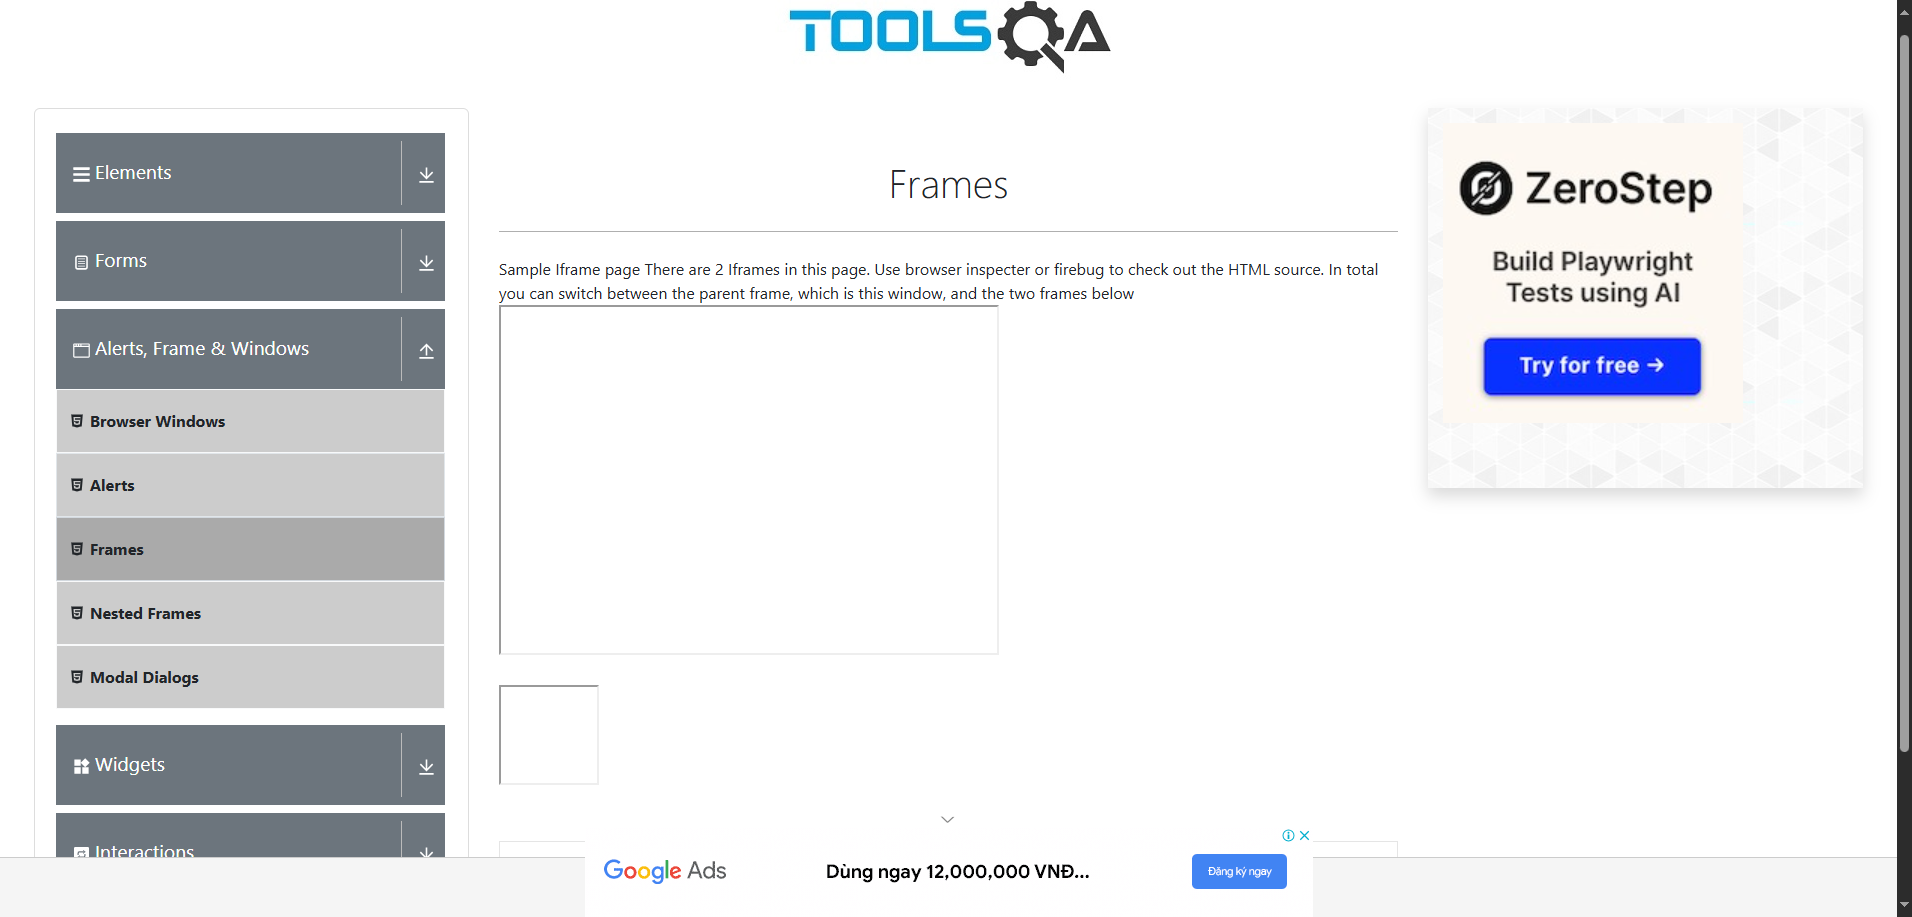 TOOLSQA
Elements
Forms
Alerts, Frame & Windows
Browser Windows
Alerts
Frames
Nested Frames
Modal Dialogs
Widgets
Interactions
Frames
Sample Iframe page There are 2 Iframes in this page. Use browser inspecter or firebug to check out the HTML source. In total
you can switch between the parent frame, which is this window, and the two frames below
ZeroStep
Build Playwright
Tests using AI
Try for free →
Google Ads
Dùng ngay 12,000,000 VNĐ...
Đăng ký ngay